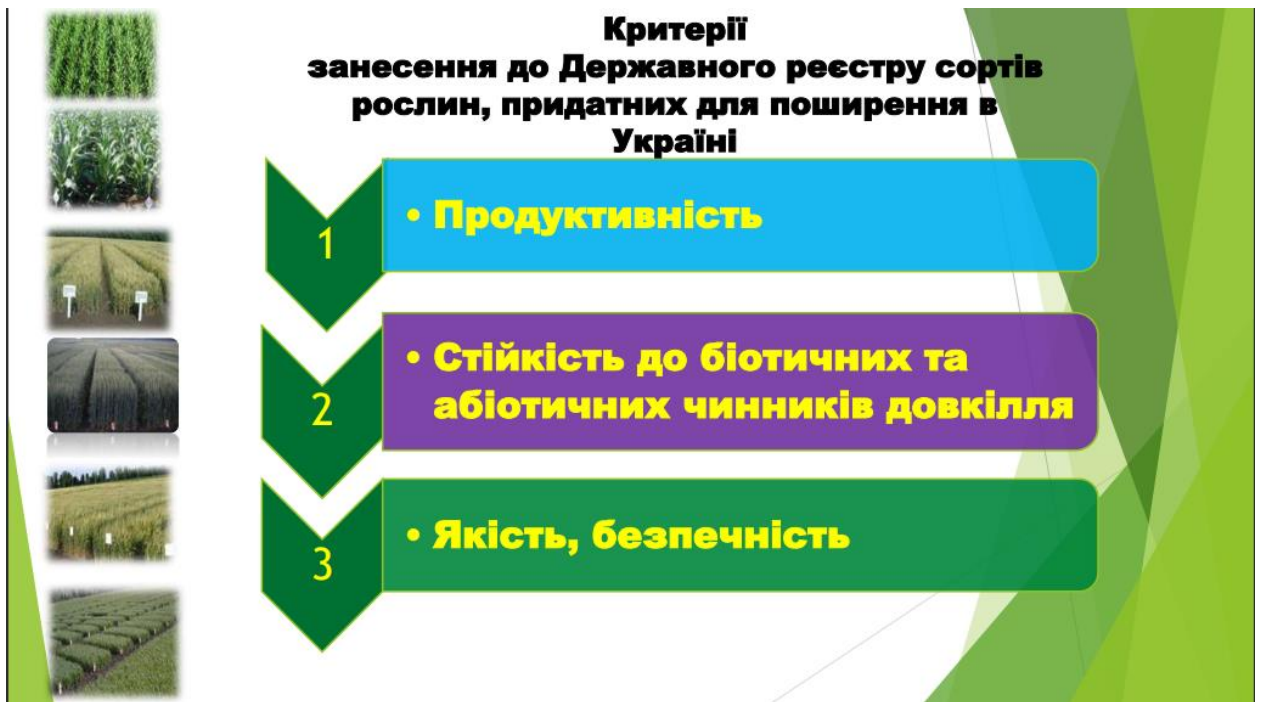 Критерії
занесення до Державного реєстру сортів
рослин, придатних для поширення в
Україні
1
• Продуктивність
2
• Стійкість до біотичних та
абіотичних чинників довкілля
3
• Якість, безпечність